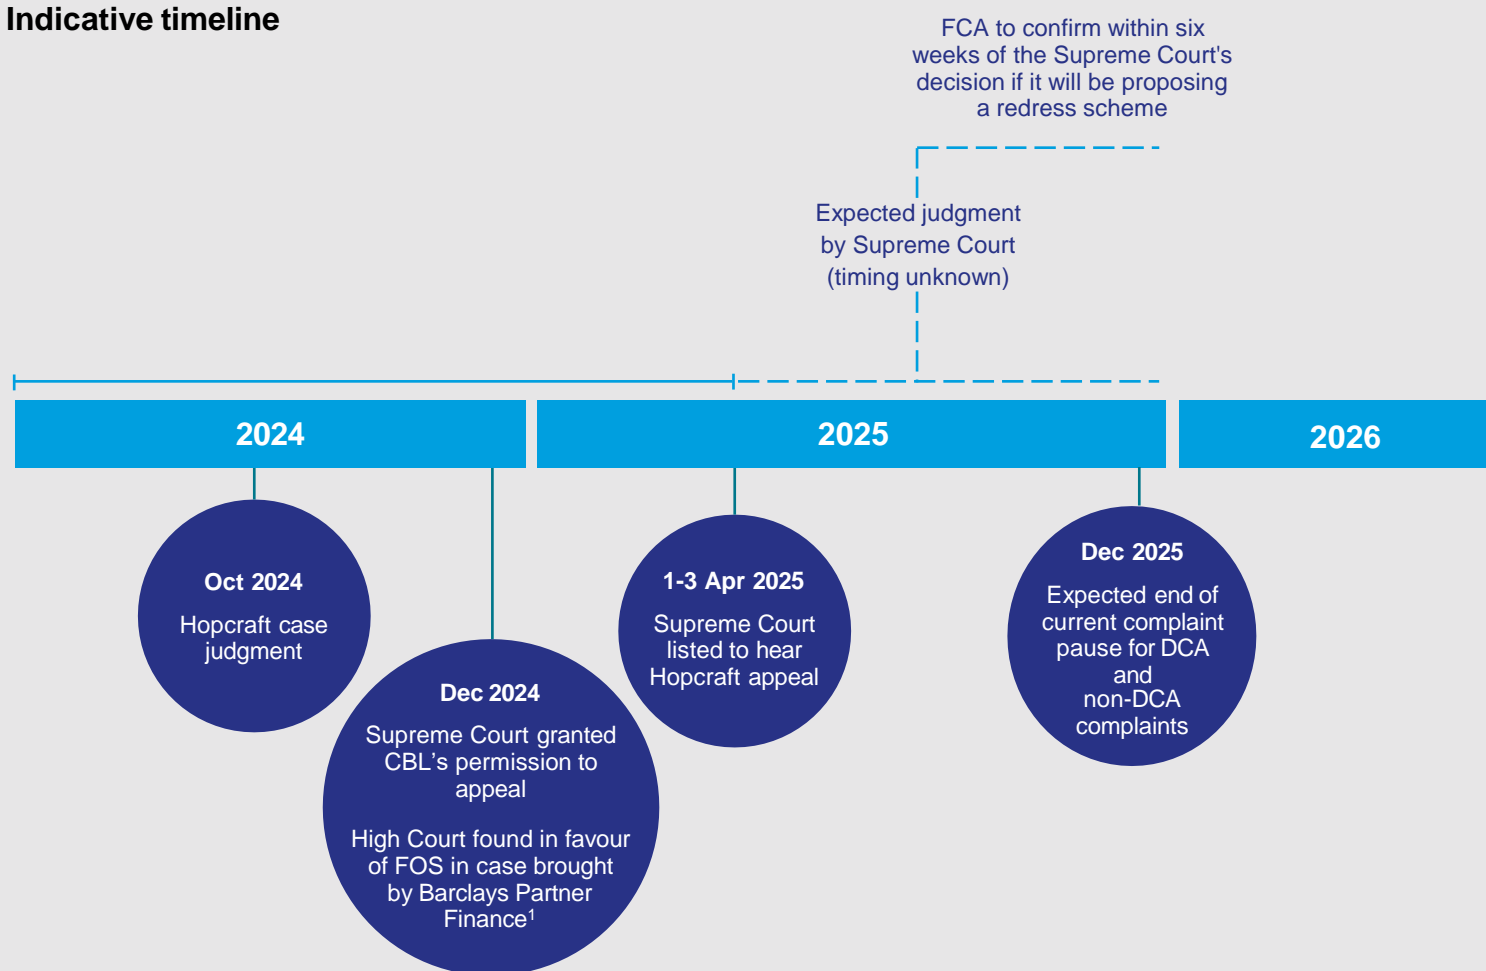 Indicative timeline
FCA to confirm within six
weeks of the Supreme Court's
decision if it will be proposing
a redress scheme
Expected judgment
by Supreme Court
(timing unknown)
2024
2025
2026
Oct 2024
Hopcraft case
judgment
Dec 2024
Supreme Court granted
CBL’s permission to
appeal
High Court found in favour
of FOS in case brought
by Barclays Partner
Finance¹
1-3 Apr 2025
Supreme Court
listed to hear
Hopcraft appeal
Dec 2025
Expected end of
current complaint
pause for DCA
and
non-DCA
complaints